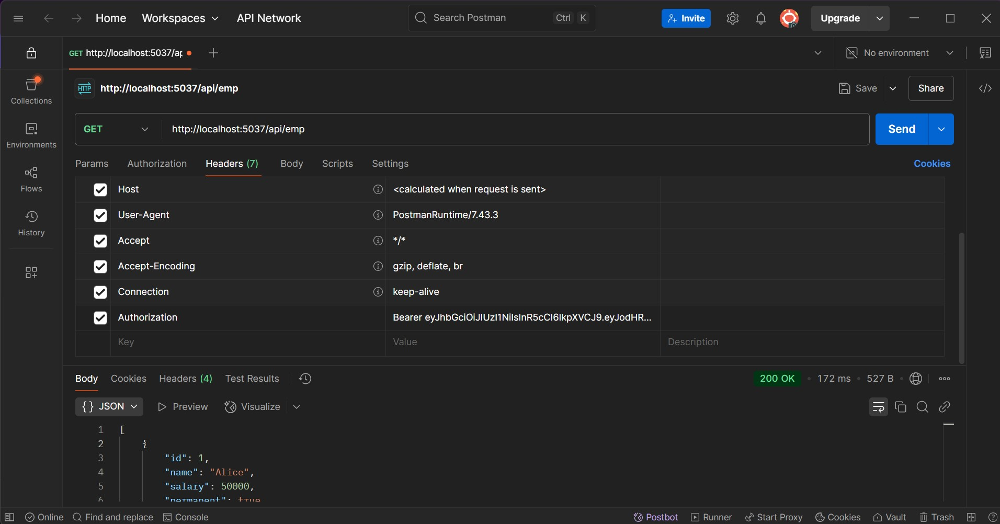 Home Workspaces API Network Search Postman Ctrl K Invite Upgrade
GET http://localhost:5037/ap No environment
HTTP http://localhost:5037/api/emp Save Share
Collections
GET http://localhost:5037/api/emp Send
Environments
Params Authorization Headers (7) Body Scripts Settings Cookies
Flows
History
Host <calculated when request is sent>
User-Agent PostmanRuntime/7.43.3
Accept */*
Accept-Encoding gzip, deflate, br
Connection keep-alive
Authorization Bearer eyJhbGciOiJIUzI1NiIsInR5cCI6IkpXVCJ9.eyJodHR...
Key Value Description
Body Cookies Headers (4) Test Results 200 OK • 172 ms • 527 B
{} JSON Preview Visualize
1 [
2 {
3 "id": 1,
4 "name": "Alice",
5 "salary": 50000,
6 "permanent": true
Online Find and replace Console Postbot Runner Start Proxy Cookies Vault Trash